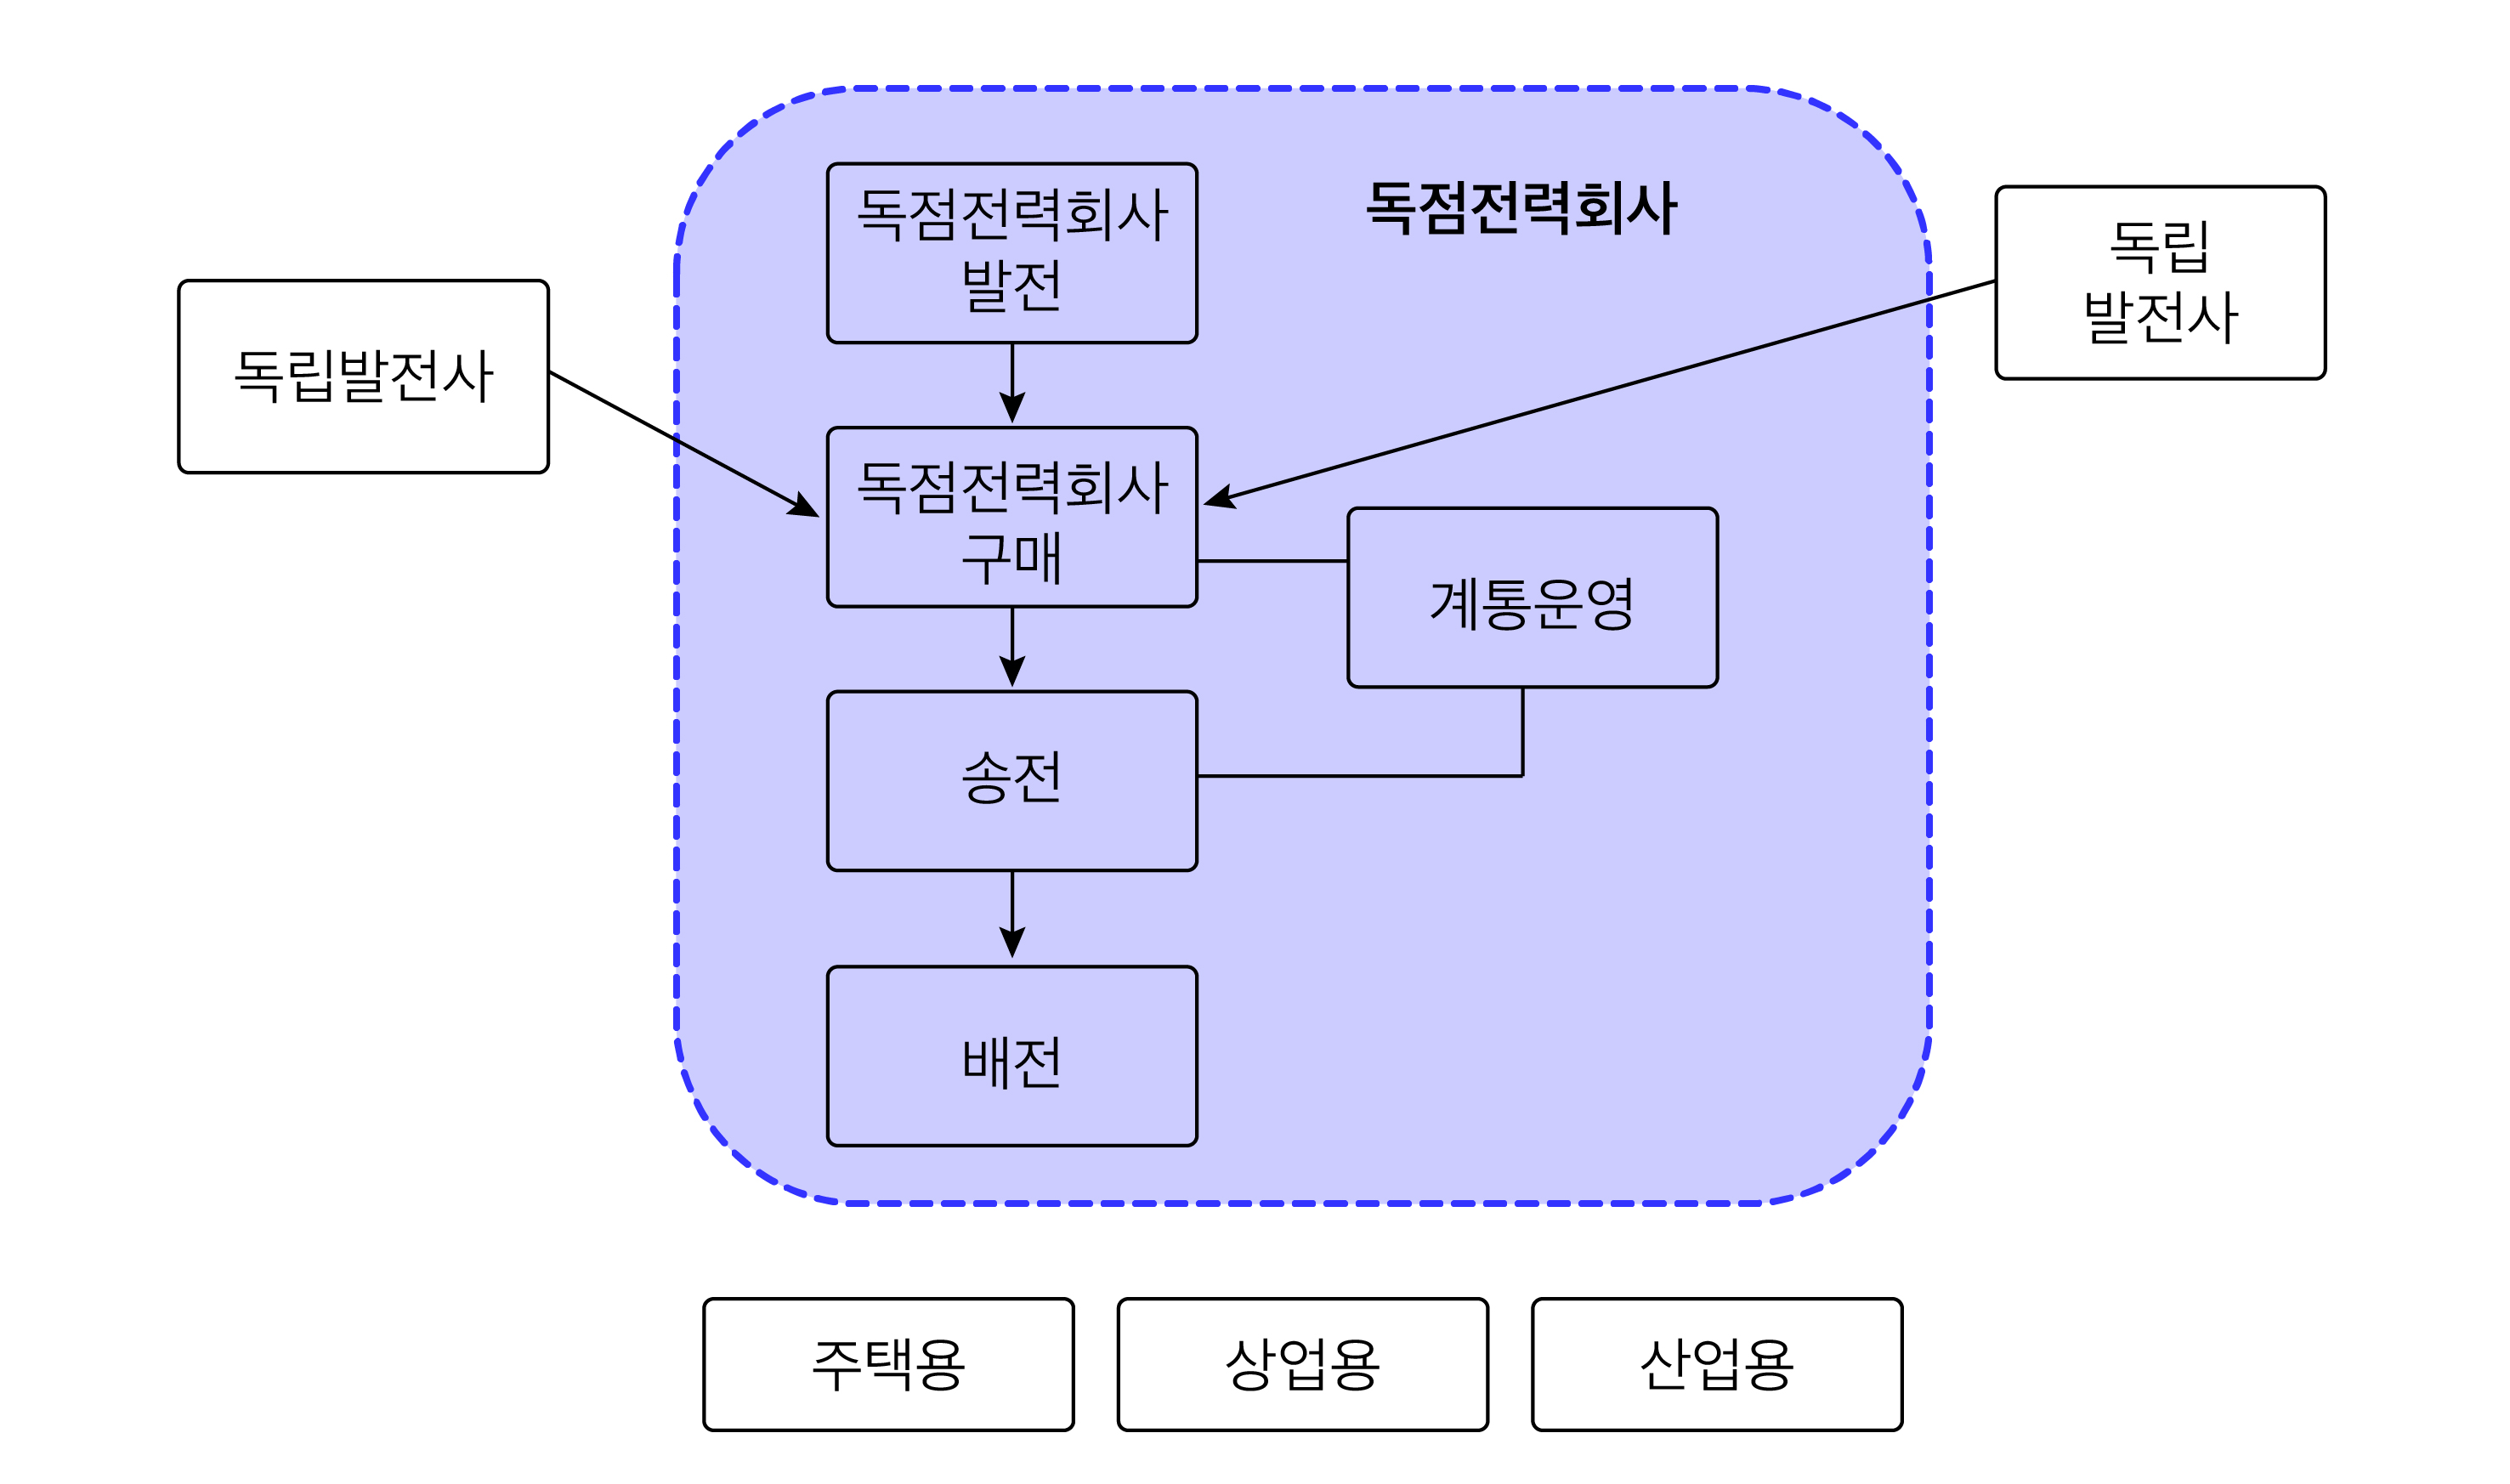 독점전력회사
발전
독점전력회사
독립
발전사
독립발전사
독점전력회사
구매
계통운영
송전
배전
주택용
상업용
산업용